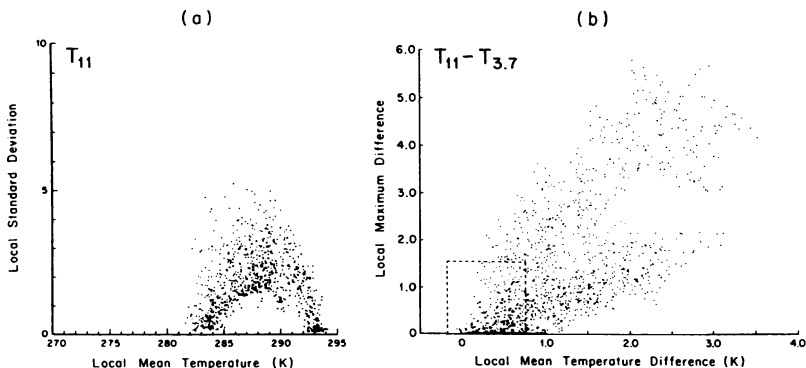 (a)
T11
10
5
0
Local Standard Deviation
270 275 280 285 290 295
Local Mean Temperature (K)
(b)
T11 – T3.7
6.0
5.0
4.0
3.0
2.0
1.0
0
Local Maximum Difference
0 1.0 2.0 3.0 4.0
Local Mean Temperature Difference (K)